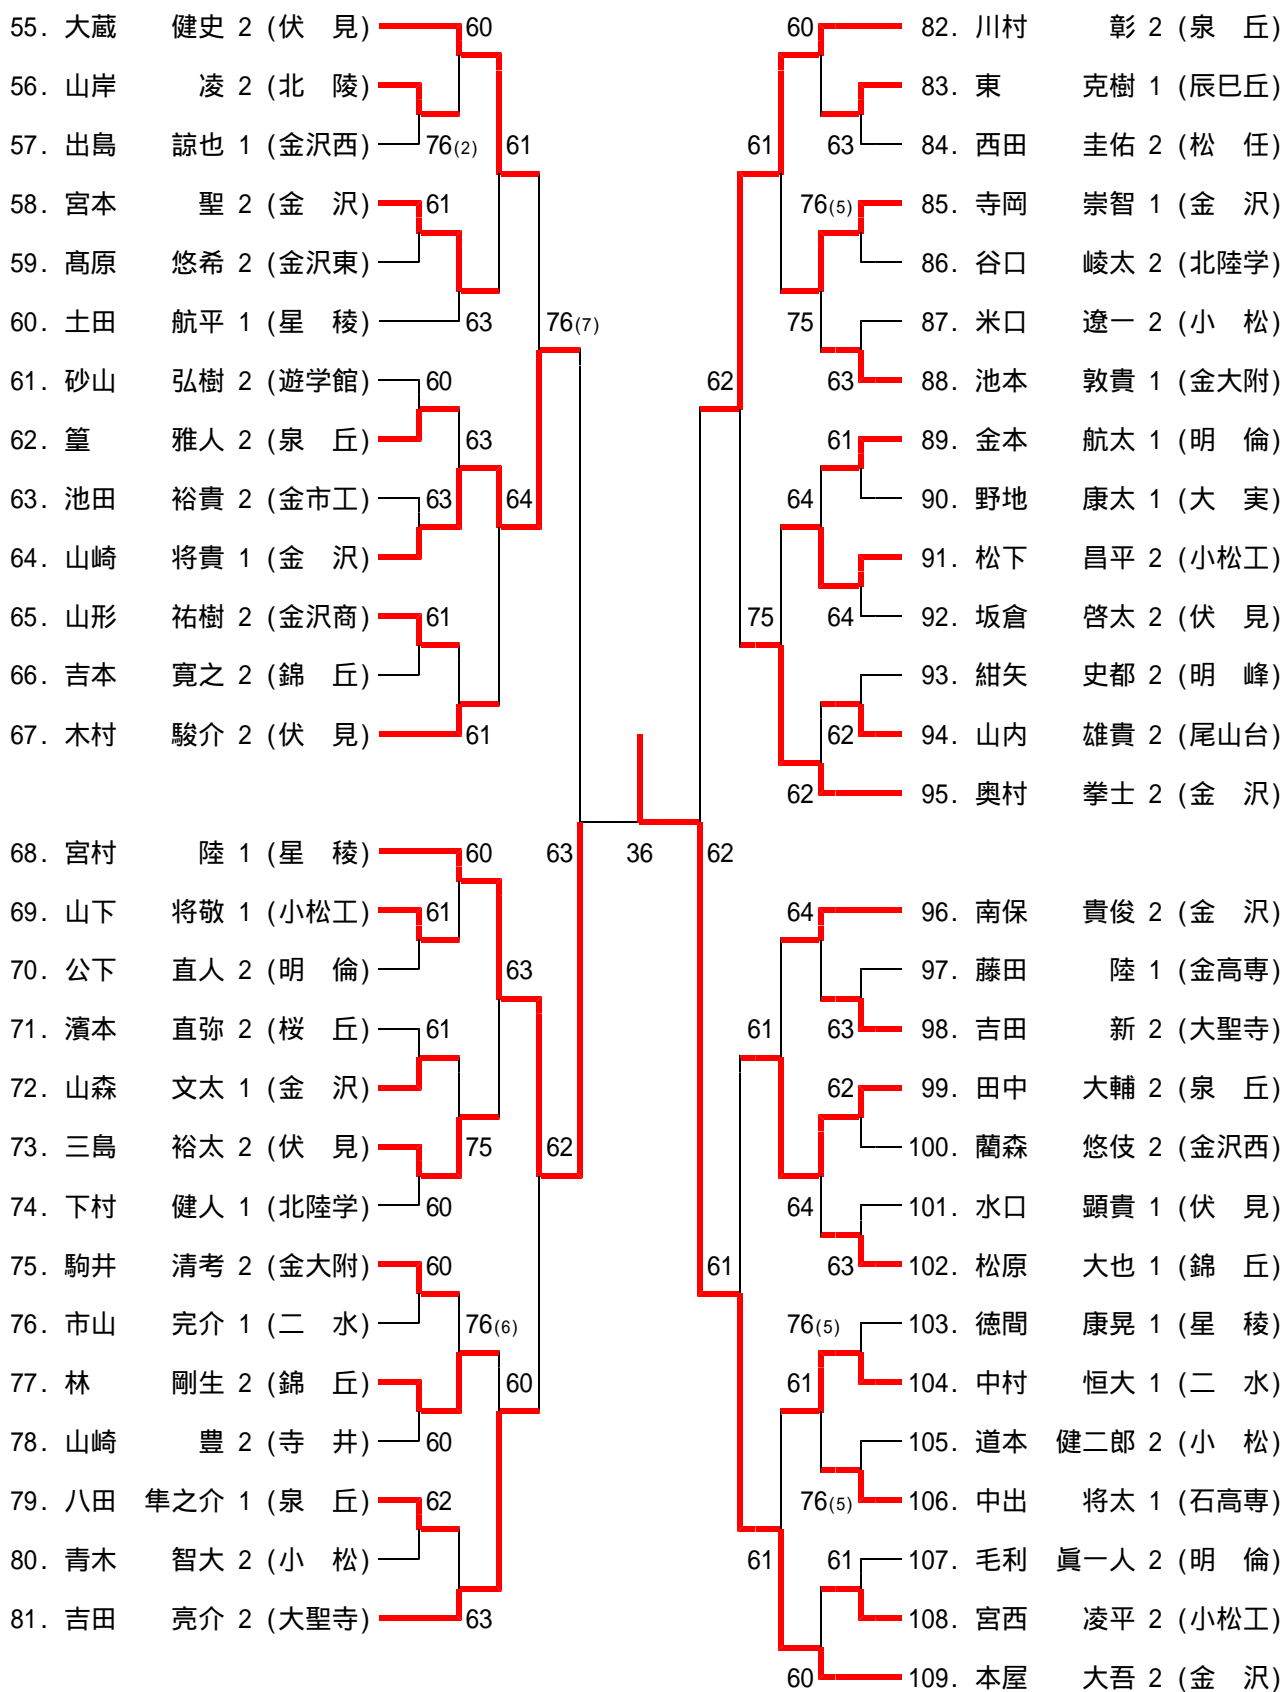 55. 大蔵 健史 2 (伏 見) 60
56. 山岸 凌 2 (北 陵)
57. 出島 諒也 1 (金沢西) 76(2) 61
58. 宮本 聖 2 (金 沢) 61
59. 髙原 悠希 2 (金沢東)
60. 土田 航平 1 (星 稜) 63 76(7)
61. 砂山 弘樹 2 (遊学館) 60
62. 篁 雅人 2 (泉 丘) 63
63. 池田 裕貴 2 (金市工) 63 64
64. 山崎 将貴 1 (金 沢)
65. 山形 祐樹 2 (金沢商) 61
66. 吉本 寛之 2 (錦 丘)
67. 木村 駿介 2 (伏 見) 61
68. 宮村 陸 1 (星 稜) 60 63 36
69. 山下 将敬 1 (小松工) 61
70. 公下 直人 2 (明 倫) 63
71. 濱本 直弥 2 (桜 丘) 61
72. 山森 文太 1 (金 沢)
73. 三島 裕太 2 (伏 見) 75 62
74. 下村 健人 1 (北陸学) 60
75. 駒井 清考 2 (金大附) 60
76. 市山 完介 1 (二 水) 76(6)
77. 林 剛生 2 (錦 丘) 60
78. 山崎 豊 2 (寺 井) 60
79. 八田 隼之介 1 (泉 丘) 62
80. 青木 智大 2 (小 松)
81. 吉田 亮介 2 (大聖寺) 63
60 82. 川村 彰 2 (泉 丘)
83. 東 克樹 1 (辰巳丘)
61 63 84. 西田 圭佑 2 (松 任)
76(5) 85. 寺岡 崇智 1 (金 沢)
86. 谷口 崚太 2 (北陸学)
75 87. 米口 遼一 2 (小 松)
62 63 88. 池本 敦貴 1 (金大附)
61 89. 金本 航太 1 (明 倫)
64 90. 野地 康太 1 (大 実)
91. 松下 昌平 2 (小松工)
75 64 92. 坂倉 啓太 2 (伏 見)
93. 紺矢 史都 2 (明 峰)
62 94. 山内 雄貴 2 (尾山台)
62 95. 奥村 拳士 2 (金 沢)
62
64 96. 南保 貴俊 2 (金 沢)
97. 藤田 陸 1 (金高専)
61 63 98. 吉田 新 2 (大聖寺)
62 99. 田中 大輔 2 (泉 丘)
100. 藺森 悠伎 2 (金沢西)
64 101. 水口 顕貴 1 (伏 見)
61 63 102. 松原 大也 1 (錦 丘)
76(5) 103. 徳間 康晃 1 (星 稜)
61 104. 中村 恒大 1 (二 水)
105. 道本 健二郎 2 (小 松)
76(5) 106. 中出 将太 1 (石高専)
61 61 107. 毛利 眞一人 2 (明 倫)
108. 宮西 凌平 2 (小松工)
60 109. 本屋 大吾 2 (金 沢)